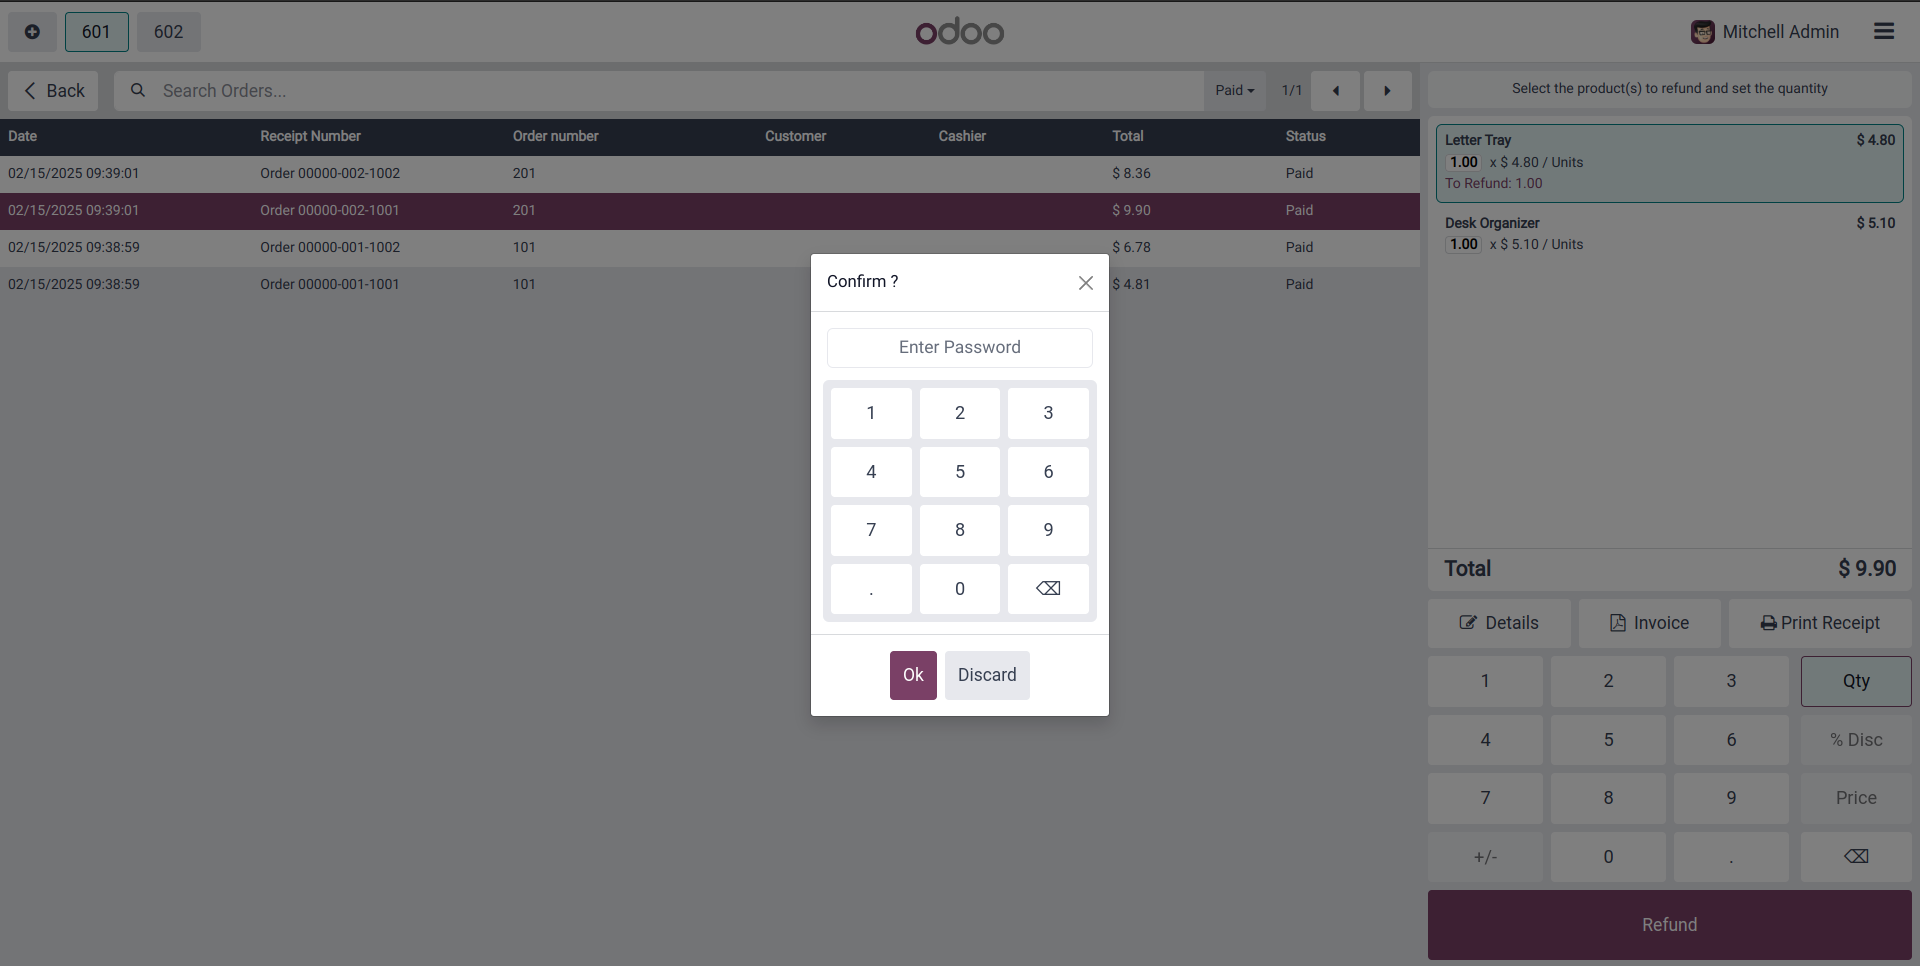 601
602
odoo
Mitchell Admin
Back
Search Orders...
Paid
1/1
Select the product(s) to refund and set the quantity
Date Receipt Number Order number Customer Cashier Total Status
02/15/2025 09:39:01 Order 00000-002-1002 201 $ 8.36 Paid
02/15/2025 09:39:01 Order 00000-002-1001 201 $ 9.90 Paid
02/15/2025 09:38:59 Order 00000-001-1002 101 $ 6.78 Paid
02/15/2025 09:38:59 Order 00000-001-1001 101 $ 4.81 Paid
Letter Tray $ 4.80
1.00 x $ 4.80 / Units
To Refund: 1.00
Desk Organizer $ 5.10
1.00 x $ 5.10 / Units
Confirm ?
Enter Password
1 2 3
4 5 6
7 8 9
. 0 ⌫
Ok Discard
Total $ 9.90
Details Invoice Print Receipt
1 2 3 Qty
4 5 6 % Disc
7 8 9 Price
+/- 0 . ⌫
Refund